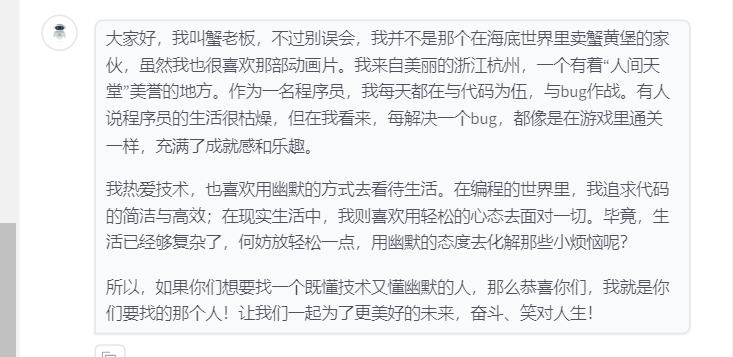 大家好，我叫蟹老板，不过别误会，我并不是那个在海底世界里卖蟹黄堡的家
伙，虽然我也很喜欢那部动画片。我来自美丽的浙江杭州，一个有着“人间天
堂”美誉的地方。作为一名程序员，我每天都在与代码为伍，与bug作战。有人
说程序员的生活很枯燥，但在我看来，每解决一个bug，都像是在游戏里通关
一样，充满了成就感和乐趣。
我热爱技术，也喜欢用幽默的方式去看待生活。在编程的世界里，我追求代码
的简洁与高效；在现实生活中，我则喜欢用轻松的心态去面对一切。毕竟，生
活已经够复杂了，何妨放轻松一点，用幽默的态度去化解那些小烦恼呢？
所以，如果你们想要找一个既懂技术又懂幽默的人，那么恭喜你们，我就是你
们要找的那个人！让我们一起为了更美好的未来，奋斗、笑对人生！